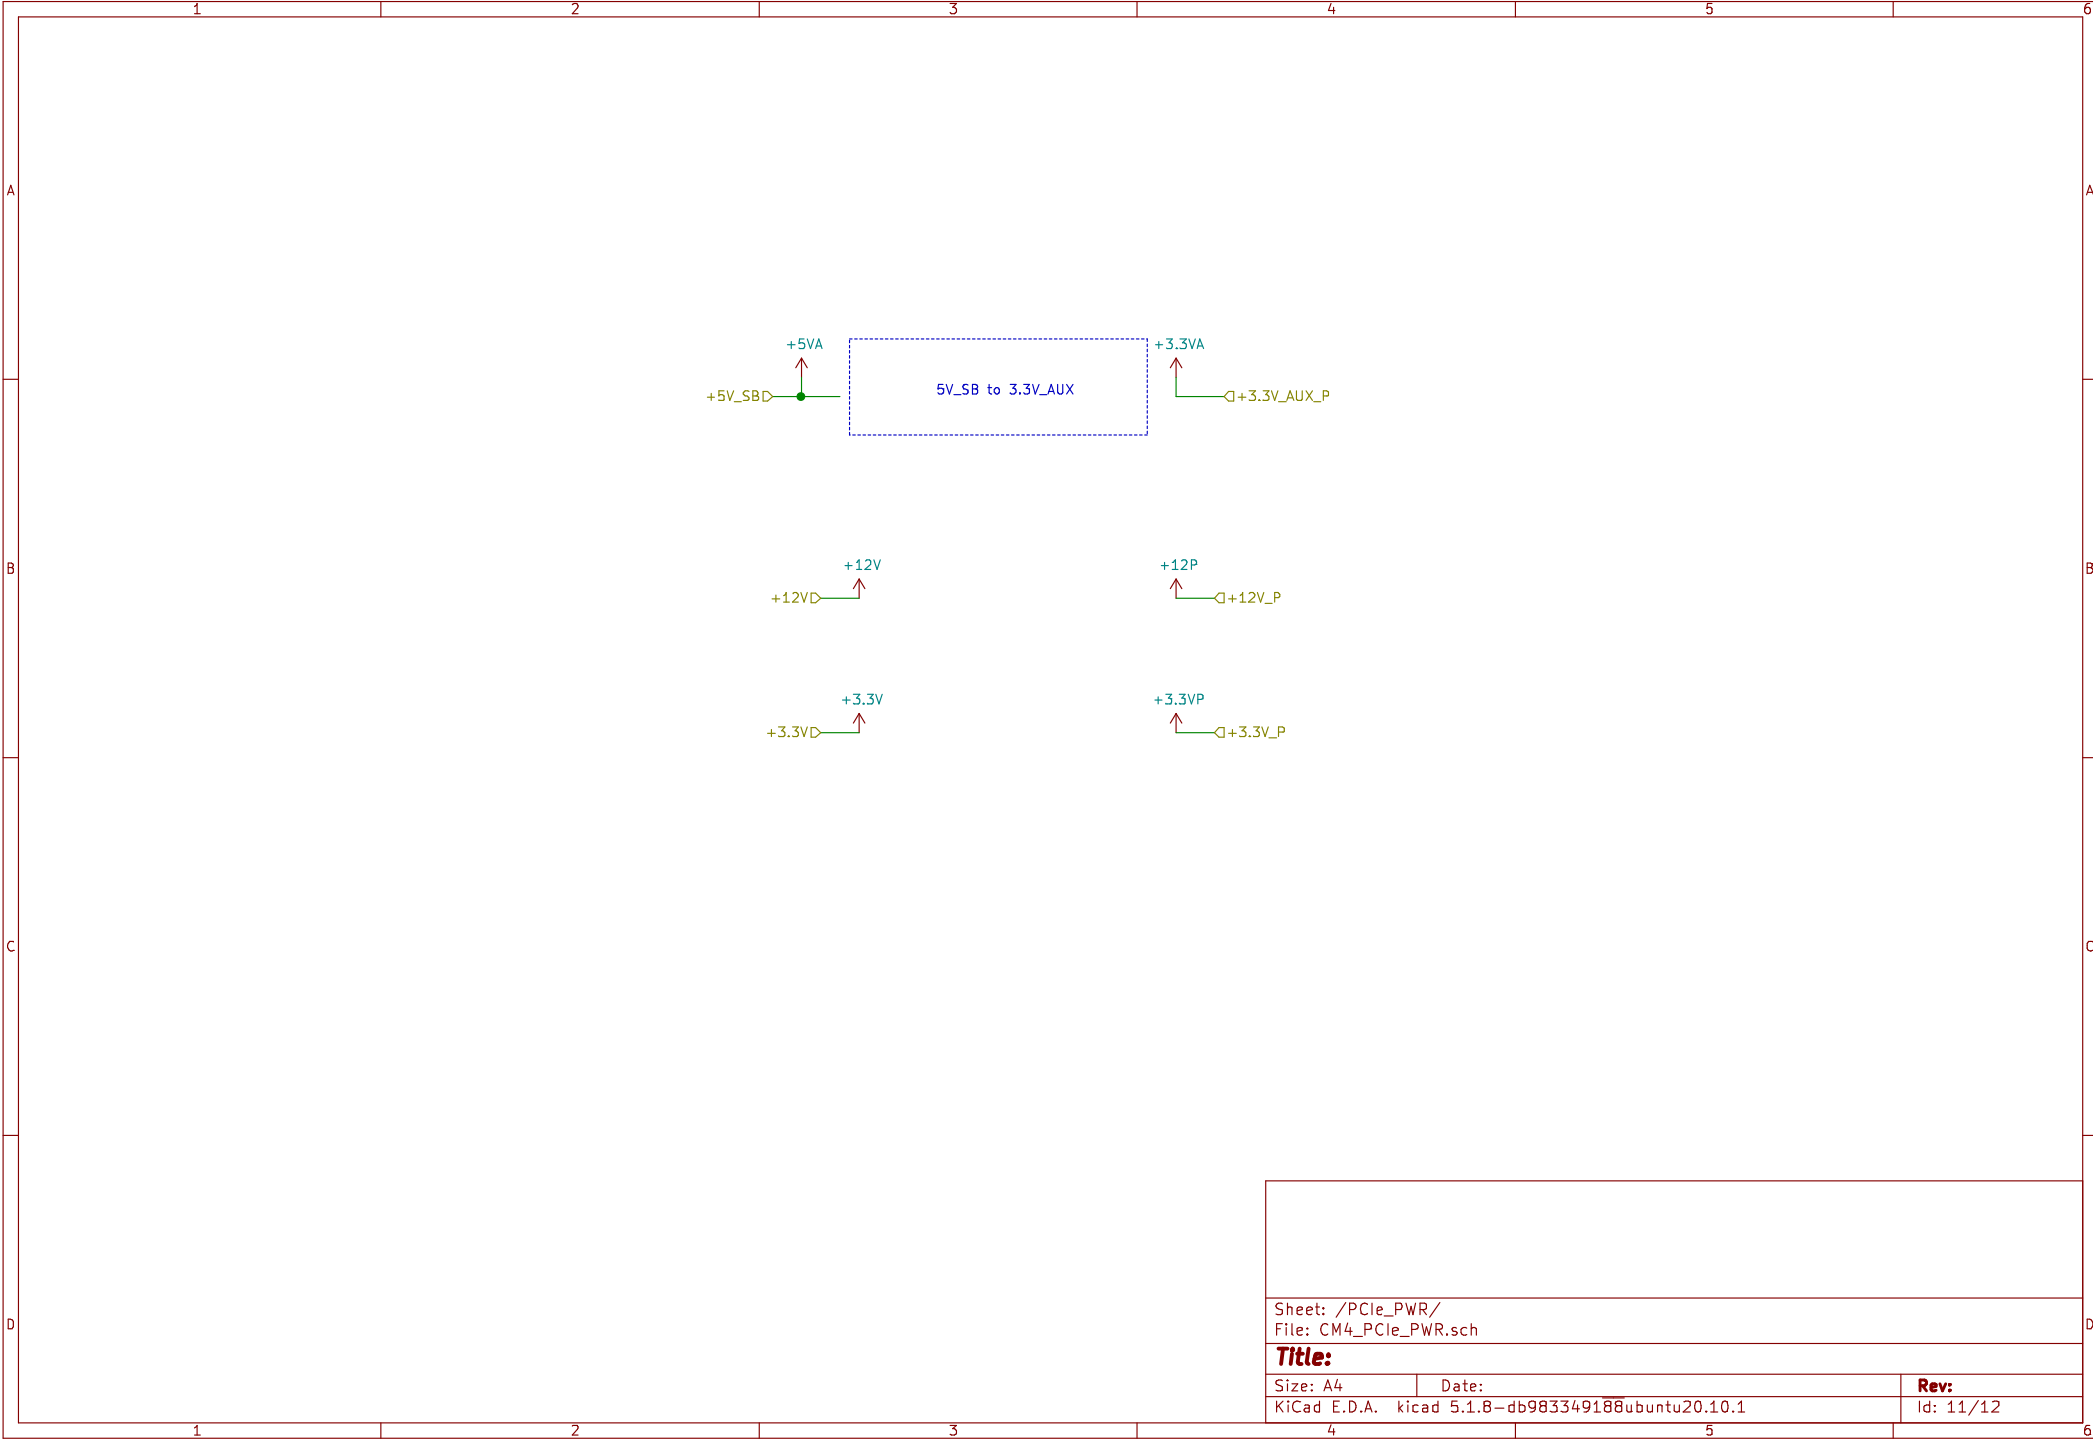 1 2 3 4 5 6
A A
+5VA +3.3VA
+5V_SB 5V_SB to 3.3V_AUX +3.3V_AUX_P
B B
+12V +12P
+12V +12V_P
+3.3V +3.3VP
+3.3V +3.3V_P
C C
Sheet: /PCIe_PWR/
D D
File: CM4_PCIe_PWR.sch
Title:
Size: A4 Date: Rev:
KiCad E.D.A. kicad 5.1.8-db983349188ubuntu20.10.1 Id: 11/12
1 2 3 4 5 6